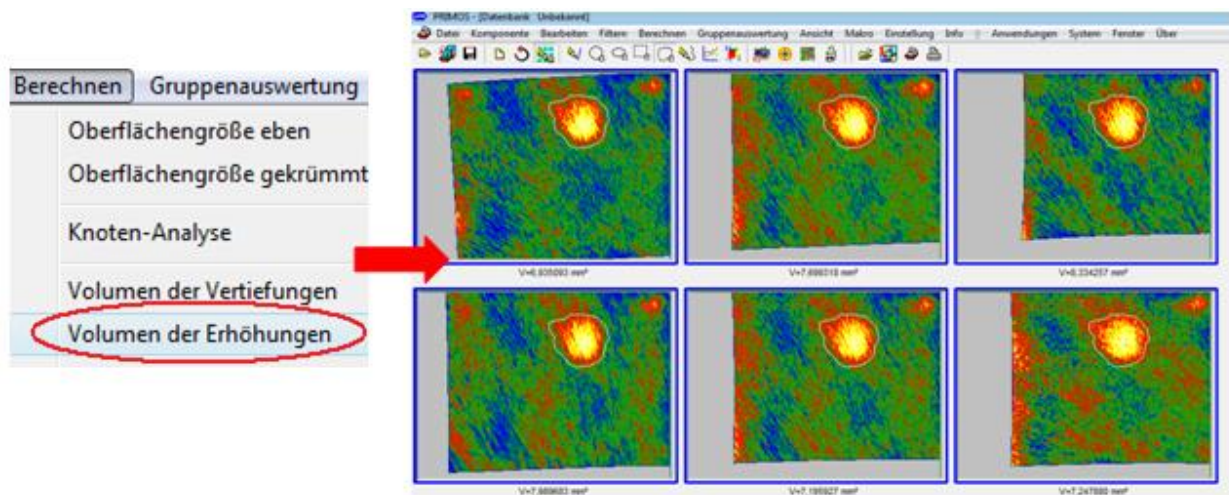 Berechnen Gruppenauswertung
Oberflächengröße eben
Oberflächengröße gekrümmt
Knoten-Analyse
Volumen der Vertiefungen
Volumen der Erhöhungen
PRIMOS - [Datenbank Unbekannt]
Datei Komponente Bearbeiten Filtern Berechnen Gruppenauswertung Ansicht Makro Einstellung Info Anwendungen System Fenster Über